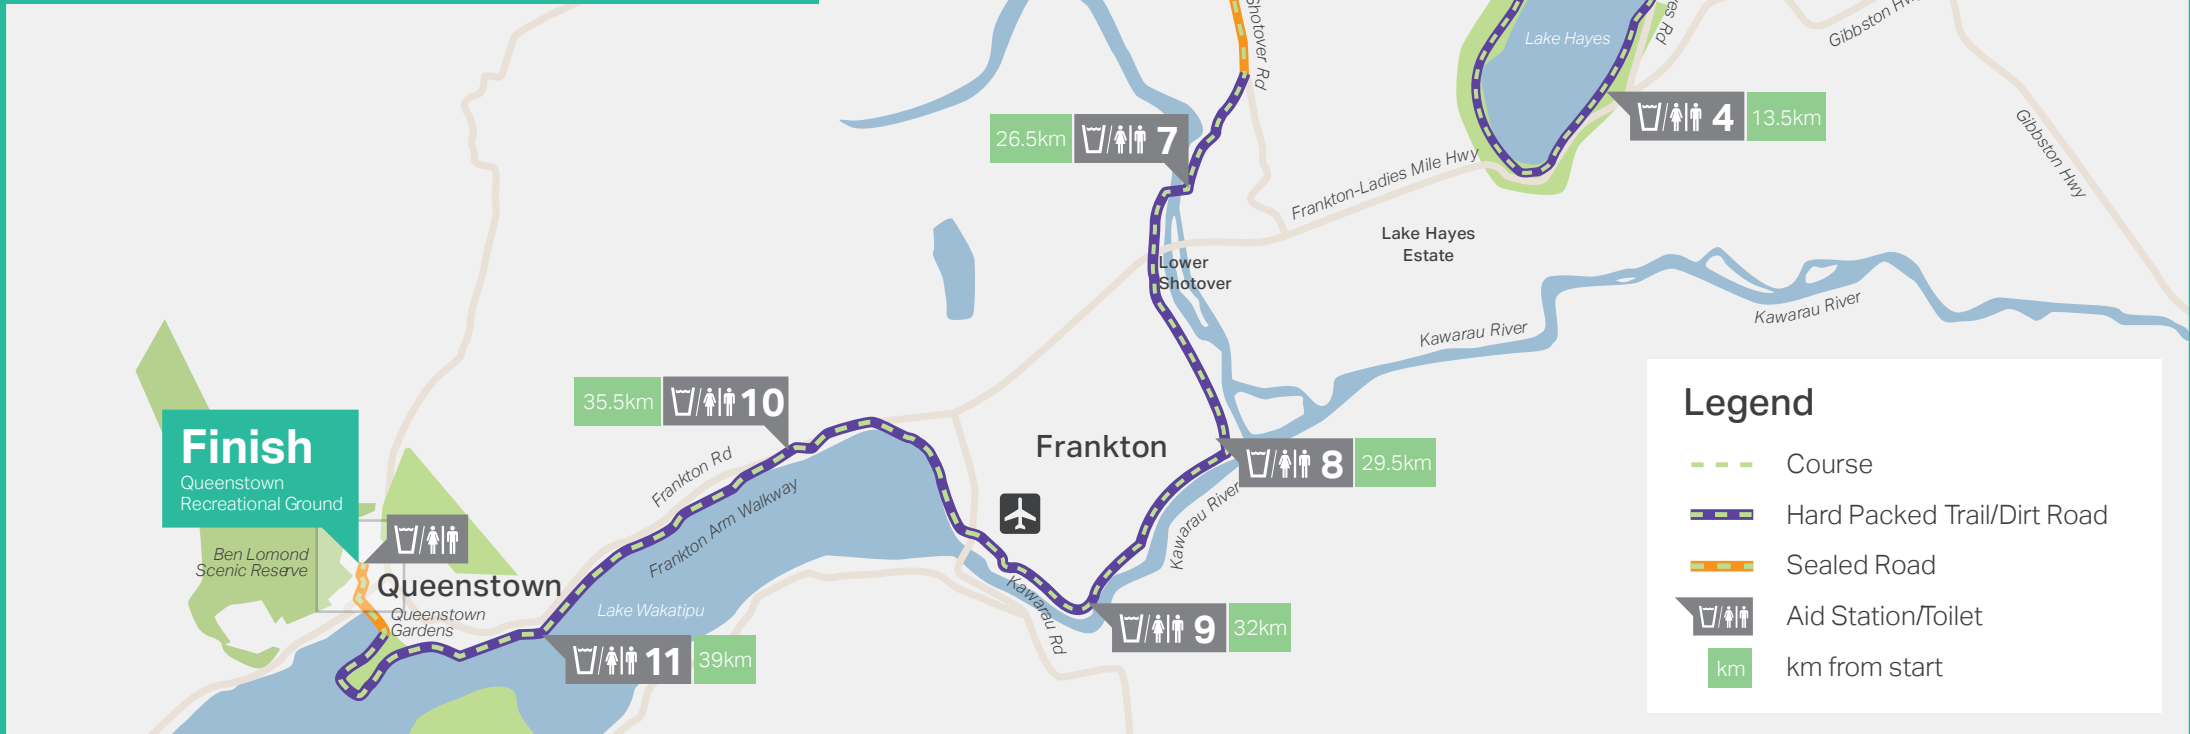 Shotover Rd
Lake Hayes
es Rd
Gibbston Hwy
26.5km
7
4
13.5km
Gibbston Hwy
Frankton-Ladies Mile Hwy
Lake Hayes
Estate
Lower
Shotover
Kawarau River
Kawarau River
35.5km
10
Frankton Rd
Frankton Arm Walkway
Frankton
8
29.5km
Kawarau River
Finish
Queenstown
Recreational Ground
Ben Lomond
Scenic Reserve
Queenstown
Queenstown
Gardens
Lake Wakatipu
Kawarau Rd
9
32km
11
39km
Legend
Course
Hard Packed Trail/Dirt Road
Sealed Road
Aid Station/Toilet
km
km from start